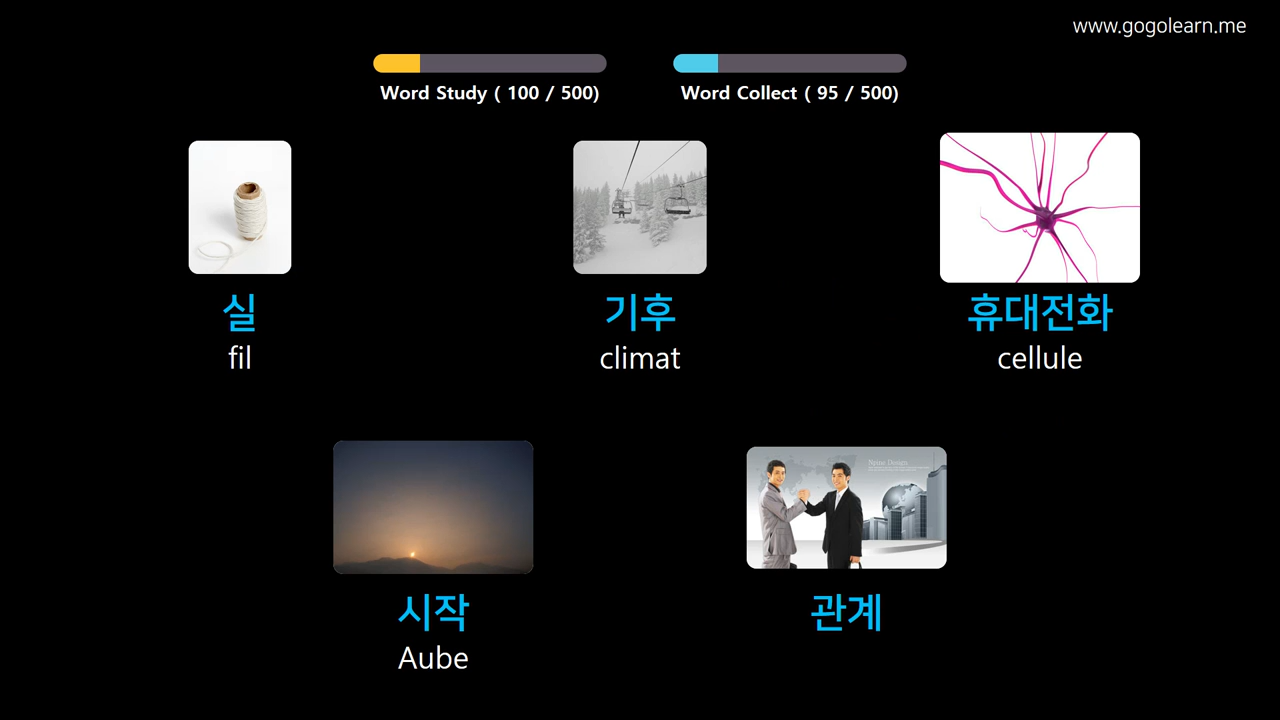 www.gogolearn.me
Word Study ( 100 / 500)
Word Collect ( 95 / 500)
실
fil
기후
climat
휴대전화
cellule
시작
Aube
관계